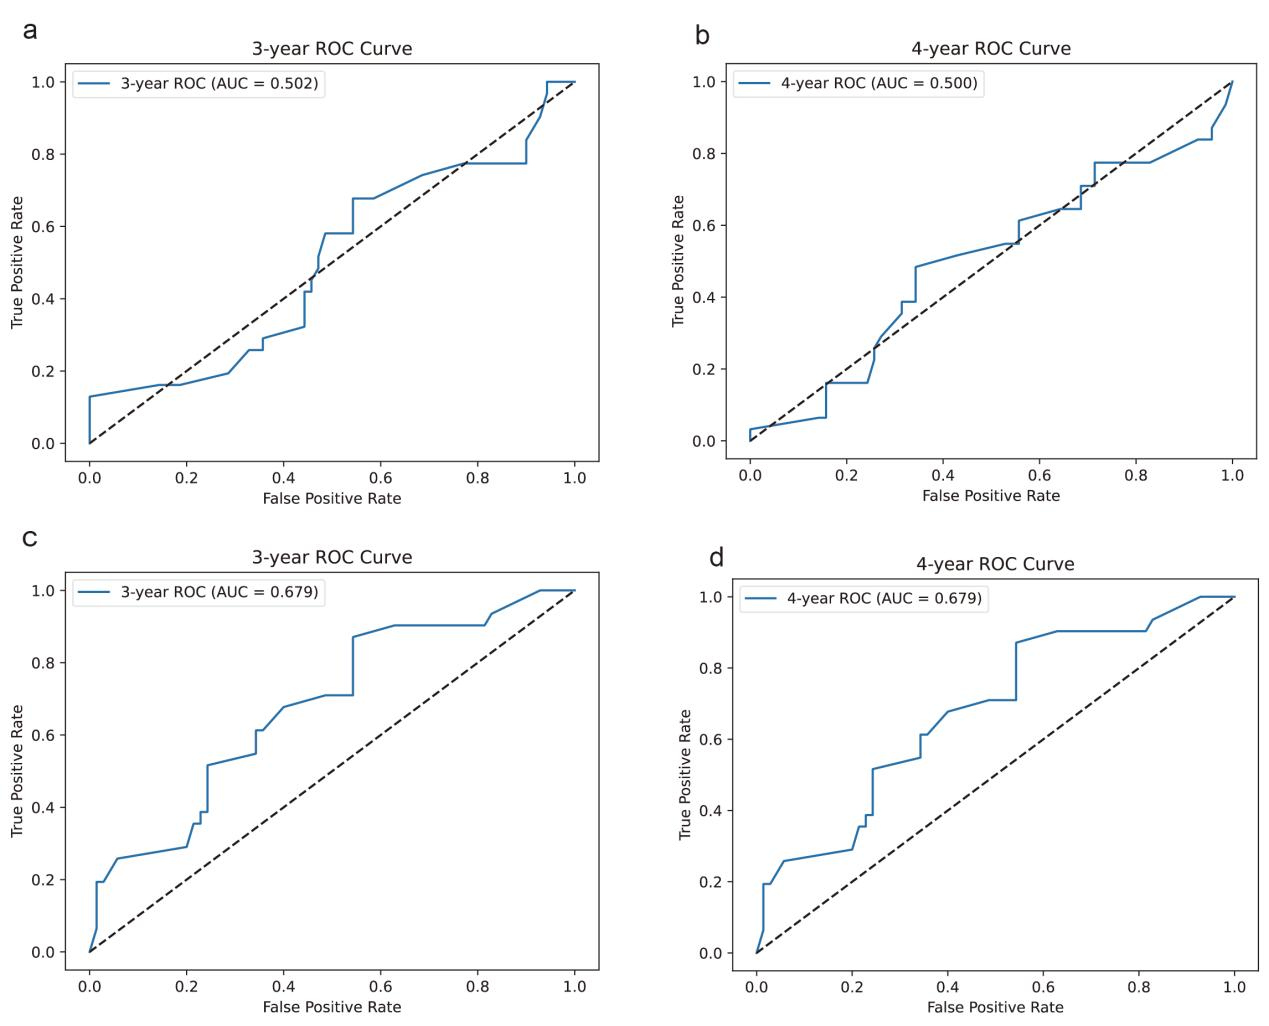 a
3-year ROC Curve
3-year ROC (AUC = 0.502)
1.0
0.8
0.6
0.4
0.2
0.0
True Positive Rate
0.0 0.2 0.4 0.6 0.8 1.0
False Positive Rate
b
4-year ROC Curve
4-year ROC (AUC = 0.500)
1.0
0.8
0.6
0.4
0.2
0.0
True Positive Rate
0.0 0.2 0.4 0.6 0.8 1.0
False Positive Rate
c
3-year ROC Curve
3-year ROC (AUC = 0.679)
1.0
0.8
0.6
0.4
0.2
0.0
True Positive Rate
0.0 0.2 0.4 0.6 0.8 1.0
False Positive Rate
d
4-year ROC Curve
4-year ROC (AUC = 0.679)
1.0
0.8
0.6
0.4
0.2
0.0
True Positive Rate
0.0 0.2 0.4 0.6 0.8 1.0
False Positive Rate